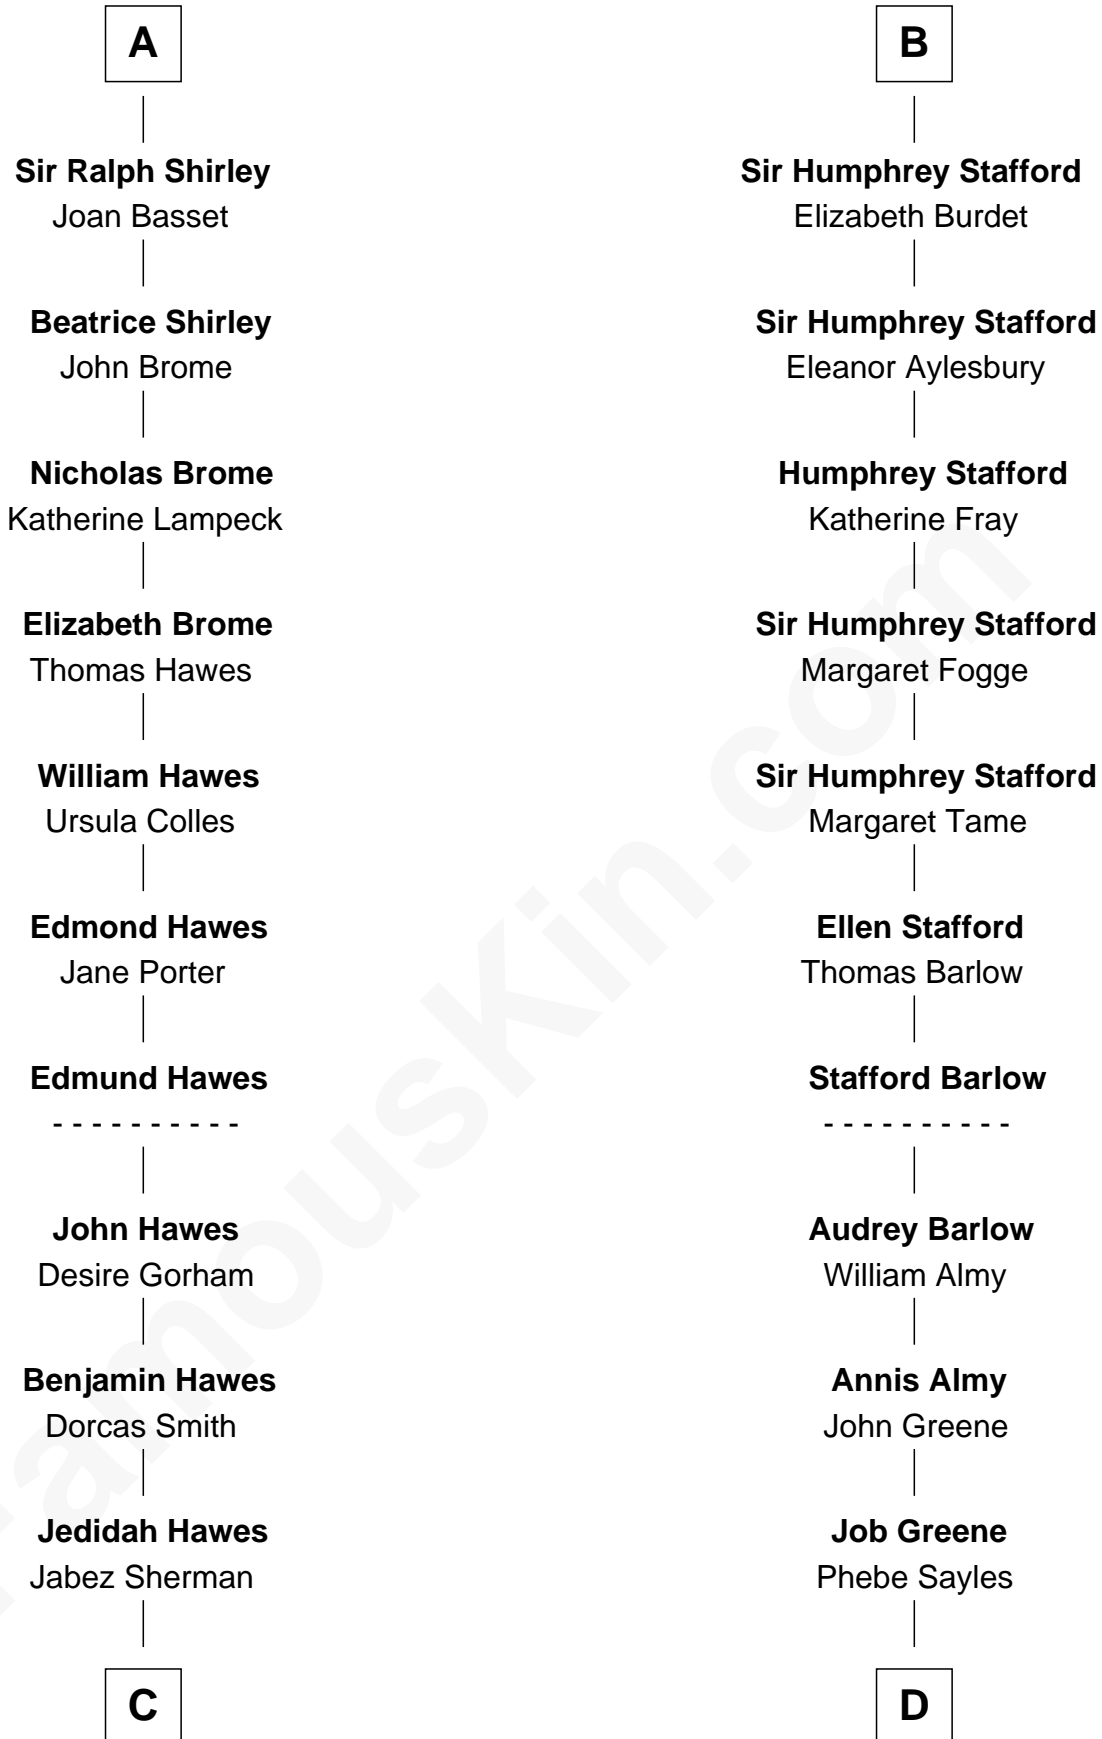 A
Sir Ralph Shirley
Joan Basset
Beatrice Shirley
John Brome
Nicholas Brome
Katherine Lampeck
Elizabeth Brome
Thomas Hawes
William Hawes
Ursula Colles
Edmond Hawes
Jane Porter
Edmund Hawes
- - - - - - - - - -
John Hawes
Desire Gorham
Benjamin Hawes
Dorcas Smith
Jedidah Hawes
Jabez Sherman
C
B
Sir Humphrey Stafford
Elizabeth Burdet
Sir Humphrey Stafford
Eleanor Aylesbury
Humphrey Stafford
Katherine Fray
Sir Humphrey Stafford
Margaret Fogge
Sir Humphrey Stafford
Margaret Tame
Ellen Stafford
Thomas Barlow
Stafford Barlow
- - - - - - - - - -
Audrey Barlow
William Almy
Annis Almy
John Greene
Job Greene
Phebe Sayles
D
FamousKin.com